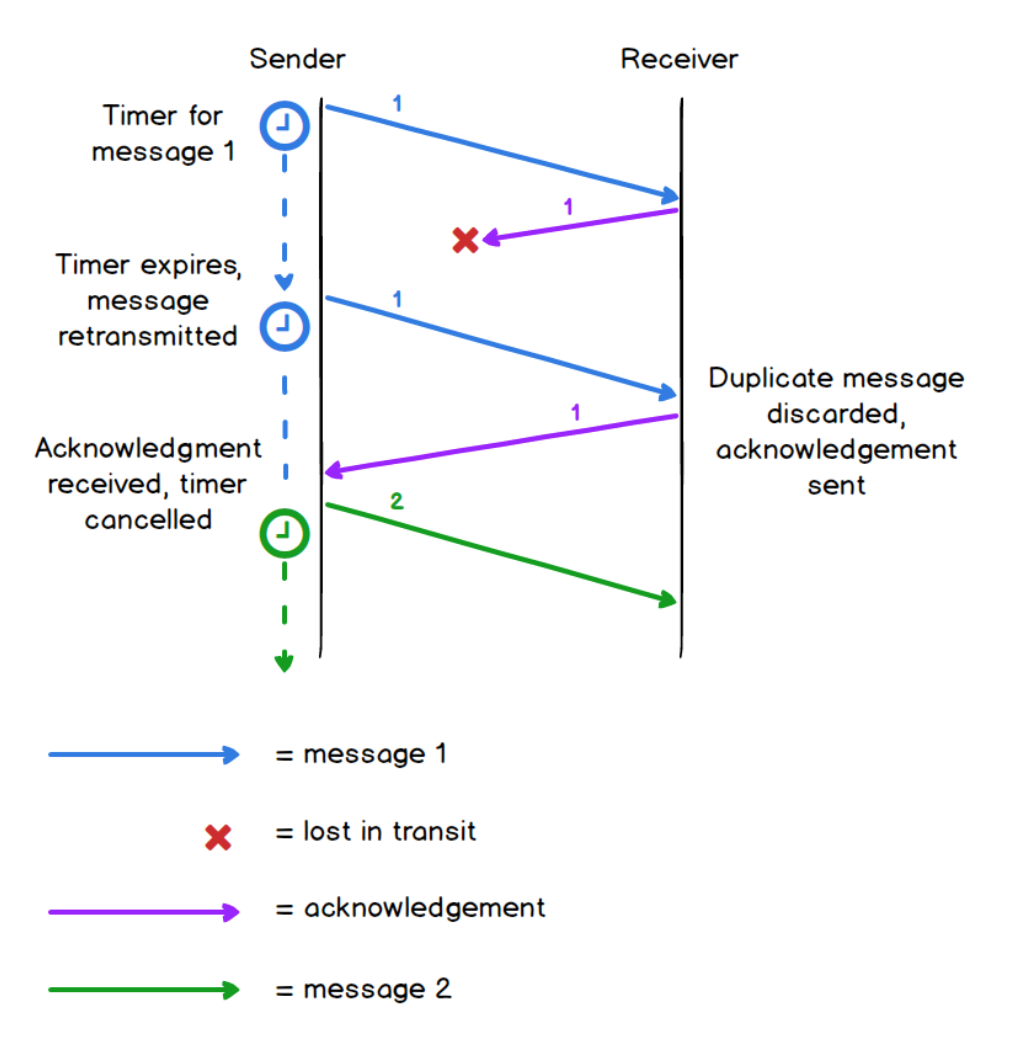 Sender
Receiver
Timer for
message 1
1
1
Timer expires,
message
retransmitted
1
Duplicate message
discarded,
acknowledgement
sent
1
Acknowledgment
received, timer
cancelled
2
= message 1
= lost in transit
= acknowledgement
= message 2